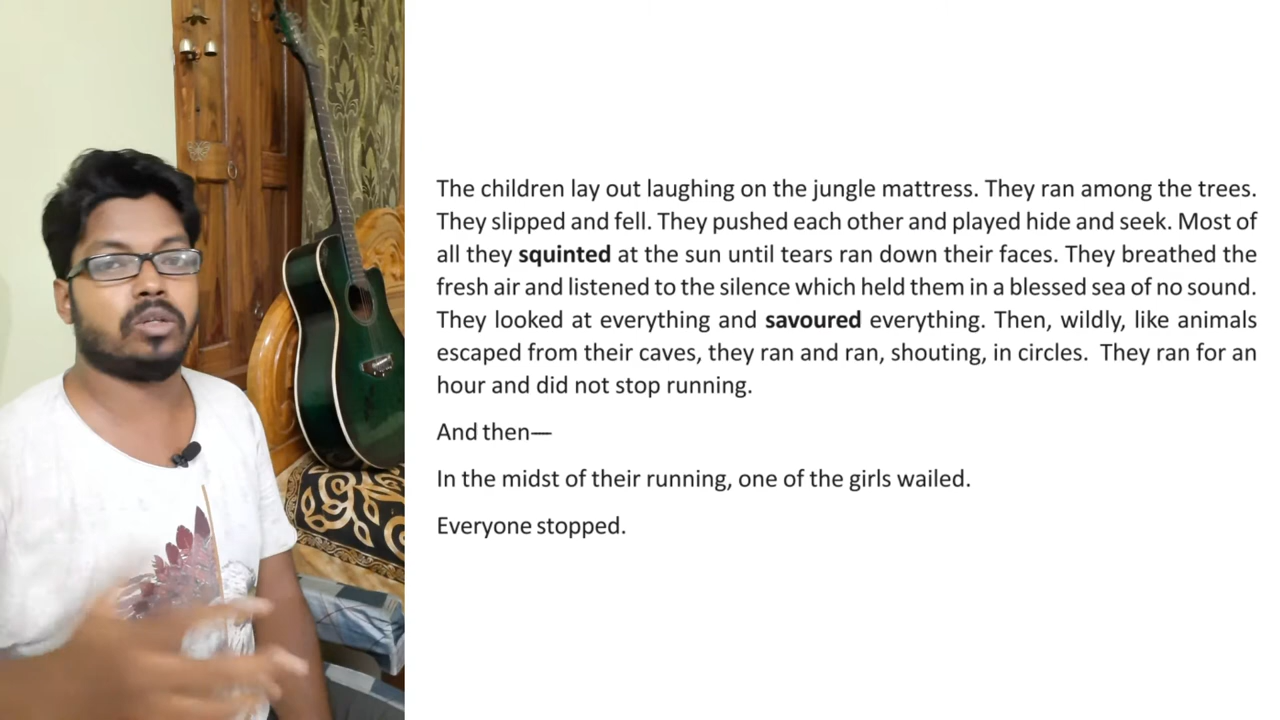 The children lay out laughing on the jungle mattress. They ran among the trees.
They slipped and fell. They pushed each other and played hide and seek. Most of
all they squinted at the sun until tears ran down their faces. They breathed the
fresh air and listened to the silence which held them in a blessed sea of no sound.
They looked at everything and savoured everything. Then, wildly, like animals
escaped from their caves, they ran and ran, shouting, in circles.  They ran for an
hour and did not stop running.
And then—
In the midst of their running, one of the girls wailed.
Everyone stopped.